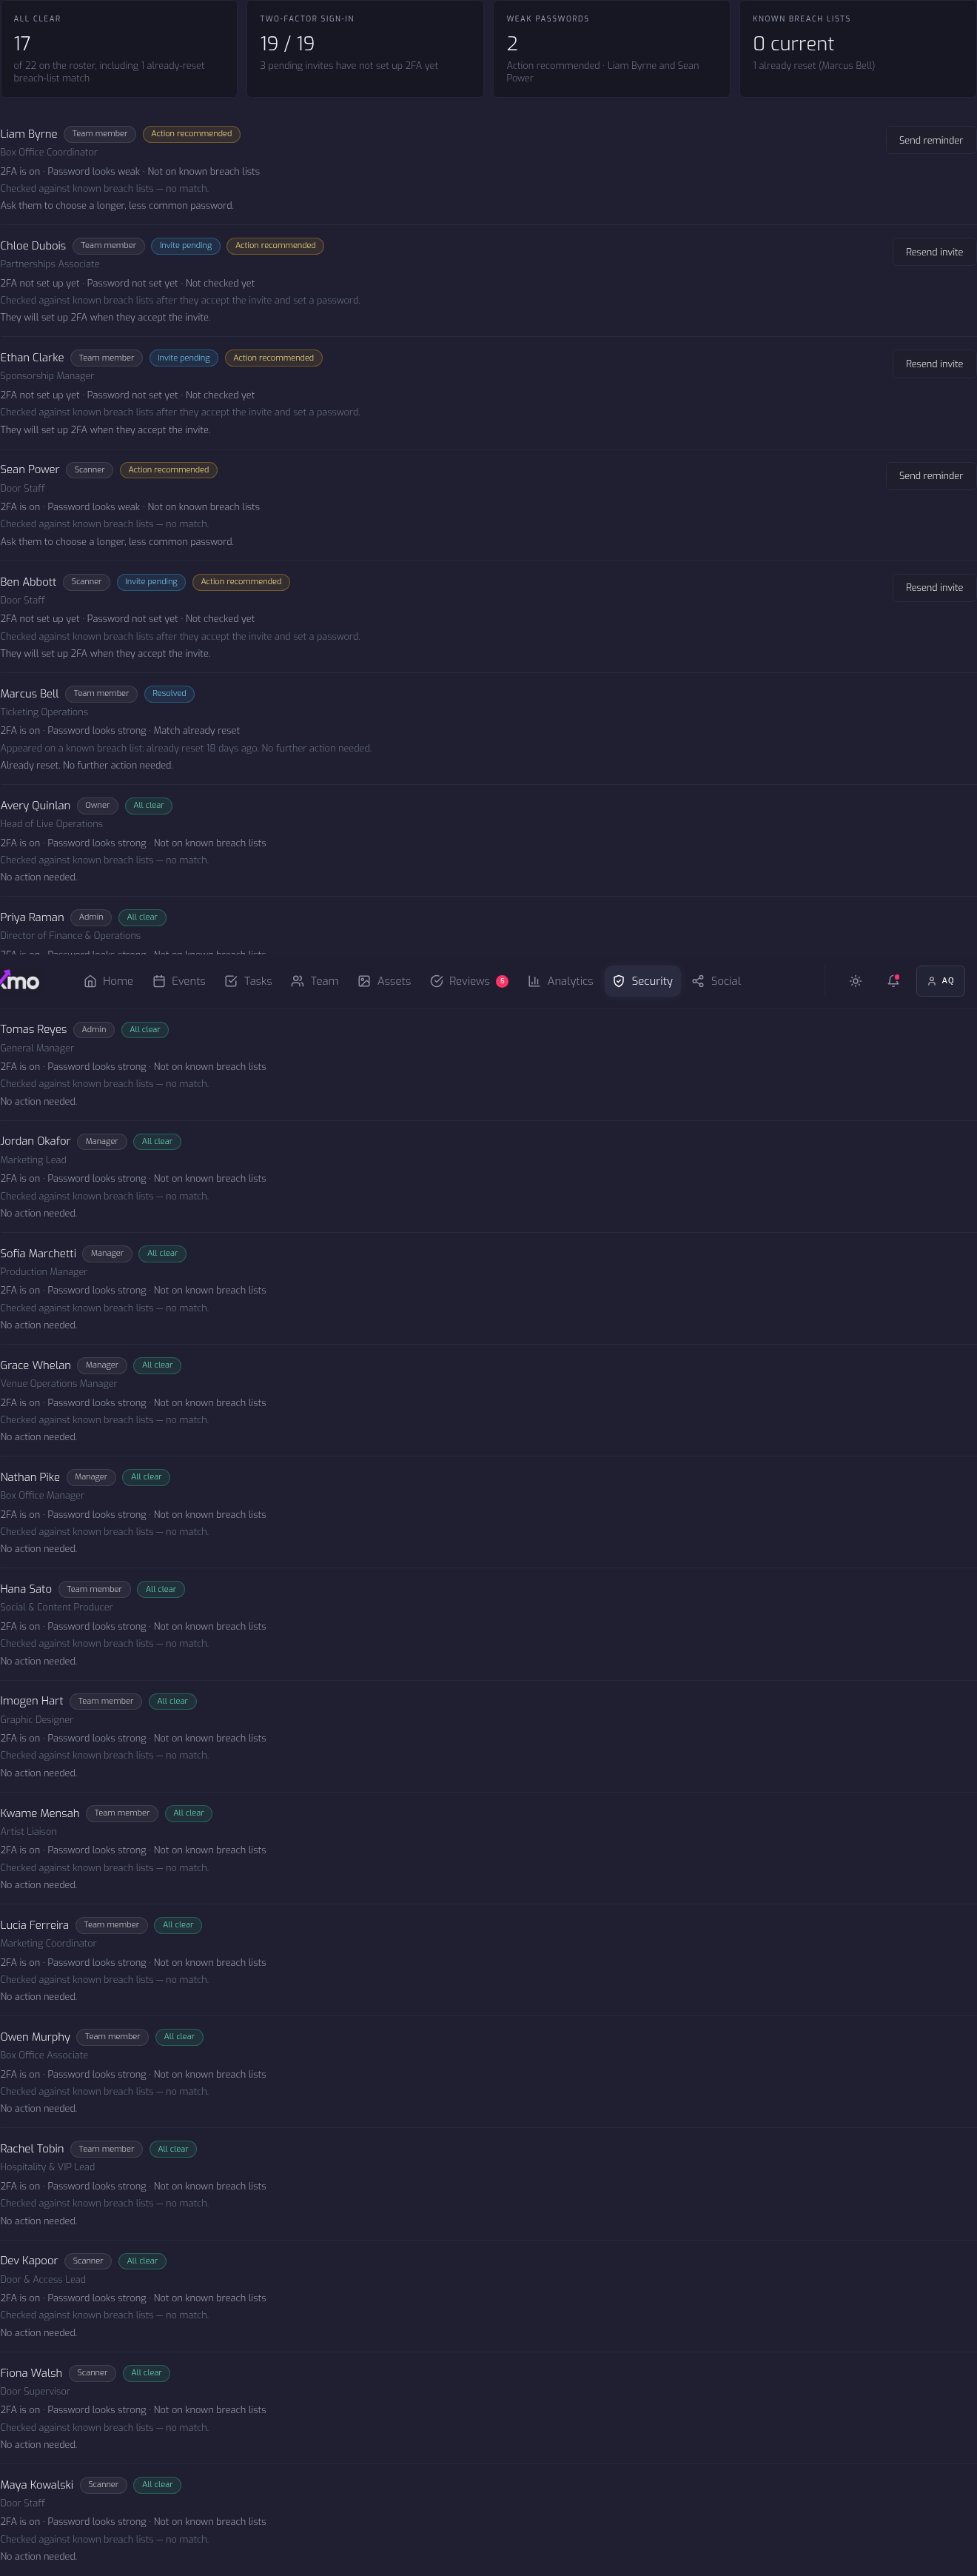 ALL CLEAR
17
of 22 on the roster, including 1 already-reset
breach-list match
TWO-FACTOR SIGN-IN
19 / 19
3 pending invites have not set up 2FA yet
WEAK PASSWORDS
2
Action recommended · Liam Byrne and Sean
Power
KNOWN BREACH LISTS
0 current
1 already reset (Marcus Bell)
Liam Byrne Team member Action recommended
Send reminder
Box Office Coordinator
2FA is on · Password looks weak · Not on known breach lists
Checked against known breach lists — no match.
Ask them to choose a longer, less common password.
Chloe Dubois Team member Invite pending Action recommended
Resend invite
Partnerships Associate
2FA not set up yet · Password not set yet · Not checked yet
Checked against known breach lists after they accept the invite and set a password.
They will set up 2FA when they accept the invite.
Ethan Clarke Team member Invite pending Action recommended
Resend invite
Sponsorship Manager
2FA not set up yet · Password not set yet · Not checked yet
Checked against known breach lists after they accept the invite and set a password.
They will set up 2FA when they accept the invite.
Sean Power Scanner Action recommended
Send reminder
Door Staff
2FA is on · Password looks weak · Not on known breach lists
Checked against known breach lists — no match.
Ask them to choose a longer, less common password.
Ben Abbott Scanner Invite pending Action recommended
Resend invite
Door Staff
2FA not set up yet · Password not set yet · Not checked yet
Checked against known breach lists after they accept the invite and set a password.
They will set up 2FA when they accept the invite.
Marcus Bell Team member Resolved
Ticketing Operations
2FA is on · Password looks strong · Match already reset
Appeared on a known breach list; already reset 18 days ago. No further action needed.
Already reset. No further action needed.
Avery Quinlan Owner All clear
Head of Live Operations
2FA is on · Password looks strong · Not on known breach lists
Checked against known breach lists — no match.
No action needed.
Priya Raman Admin All clear
Director of Finance & Operations
2FA is on · Password looks strong · Not on known breach lists
mo Home Events Tasks Team Assets Reviews 5 Analytics Security Social AQ
Tomas Reyes Admin All clear
General Manager
2FA is on · Password looks strong · Not on known breach lists
Checked against known breach lists — no match.
No action needed.
Jordan Okafor Manager All clear
Marketing Lead
2FA is on · Password looks strong · Not on known breach lists
Checked against known breach lists — no match.
No action needed.
Sofia Marchetti Manager All clear
Production Manager
2FA is on · Password looks strong · Not on known breach lists
Checked against known breach lists — no match.
No action needed.
Grace Whelan Manager All clear
Venue Operations Manager
2FA is on · Password looks strong · Not on known breach lists
Checked against known breach lists — no match.
No action needed.
Nathan Pike Manager All clear
Box Office Manager
2FA is on · Password looks strong · Not on known breach lists
Checked against known breach lists — no match.
No action needed.
Hana Sato Team member All clear
Social & Content Producer
2FA is on · Password looks strong · Not on known breach lists
Checked against known breach lists — no match.
No action needed.
Imogen Hart Team member All clear
Graphic Designer
2FA is on · Password looks strong · Not on known breach lists
Checked against known breach lists — no match.
No action needed.
Kwame Mensah Team member All clear
Artist Liaison
2FA is on · Password looks strong · Not on known breach lists
Checked against known breach lists — no match.
No action needed.
Lucia Ferreira Team member All clear
Marketing Coordinator
2FA is on · Password looks strong · Not on known breach lists
Checked against known breach lists — no match.
No action needed.
Owen Murphy Team member All clear
Box Office Associate
2FA is on · Password looks strong · Not on known breach lists
Checked against known breach lists — no match.
No action needed.
Rachel Tobin Team member All clear
Hospitality & VIP Lead
2FA is on · Password looks strong · Not on known breach lists
Checked against known breach lists — no match.
No action needed.
Dev Kapoor Scanner All clear
Door & Access Lead
2FA is on · Password looks strong · Not on known breach lists
Checked against known breach lists — no match.
No action needed.
Fiona Walsh Scanner All clear
Door Supervisor
2FA is on · Password looks strong · Not on known breach lists
Checked against known breach lists — no match.
No action needed.
Maya Kowalski Scanner All clear
Door Staff
2FA is on · Password looks strong · Not on known breach lists
Checked against known breach lists — no match.
No action needed.